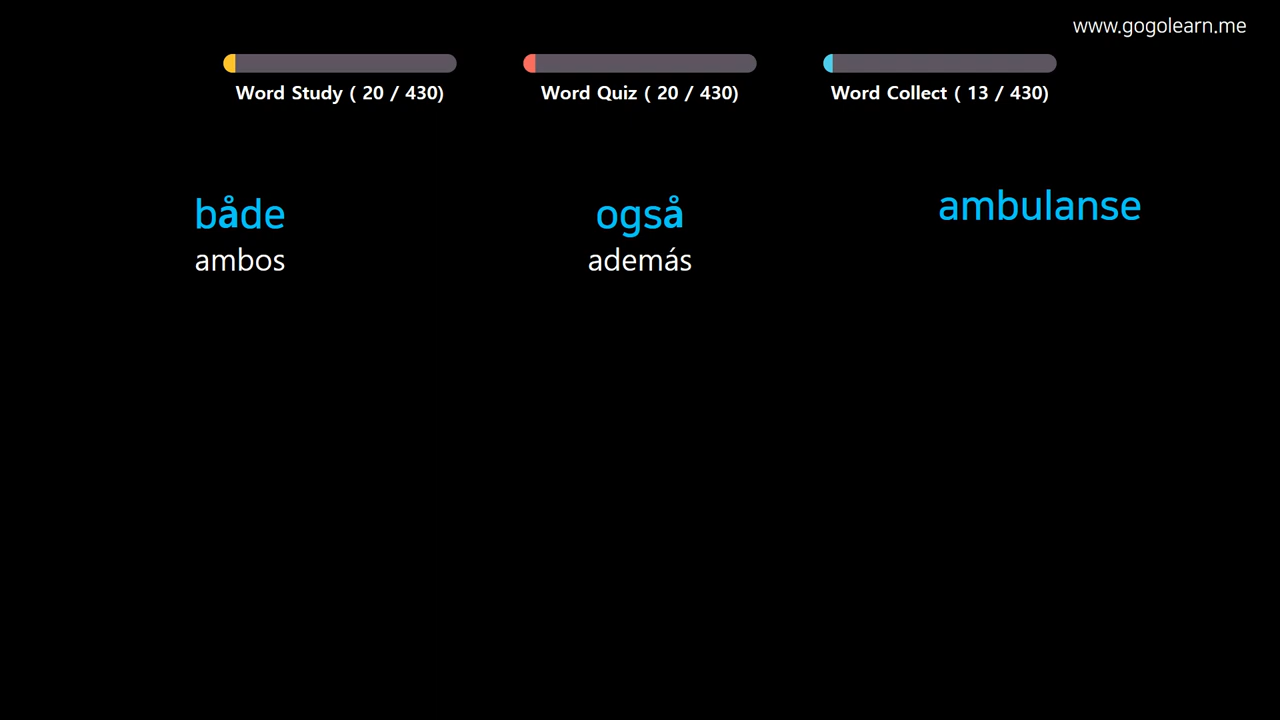 www.gogolearn.me
Word Study ( 20 / 430)
Word Quiz ( 20 / 430)
Word Collect ( 13 / 430)
både
ambos
også
además
ambulanse